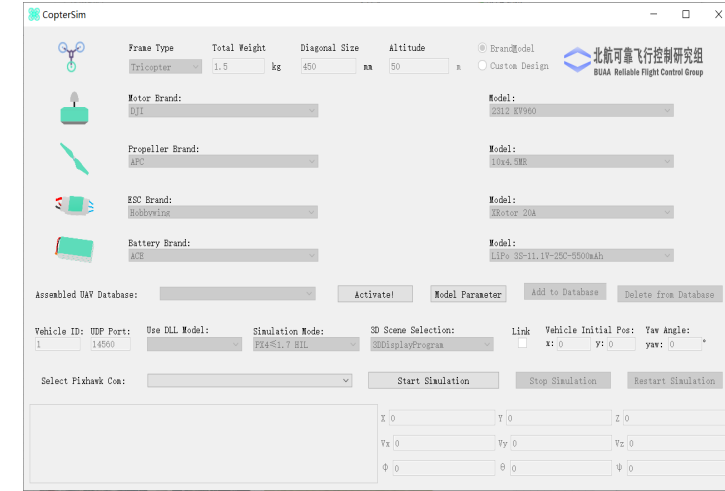 CopterSim
Frame Type Total Weight Diagonal Size Altitude
Tricopter 1.5 kg 450 mm 50 m
BrandModel
Custom Design
北航可靠飞行控制研究组
BUAA Reliable Flight Control Group
Motor Brand: Model:
DJI 2312 KV960
Propeller Brand: Model:
APC 10x4.5MR
ESC Brand: Model:
Hobbywing XRotor 20A
Battery Brand: Model:
ACE LiPo 3S-11.1V-25C-5500mAh
Assembled UAV Database: Activate! Model Parameter Add to Database Delete from Database
Vehicle ID: UDP Port: Use DLL Model: Simulation Mode: 3D Scene Selection: Link Vehicle Initial Pos: Yaw Angle:
1 14560 PX4≤1.7 HIL 3DDisplayProgram x: 0 y: 0 yaw: 0 °
Select Pixhawk Com: Start Simulation Stop Simulation Restart Simulation
X 0 Y 0 Z 0
Vx 0 Vy 0 Vz 0
Φ 0 θ 0 ψ 0